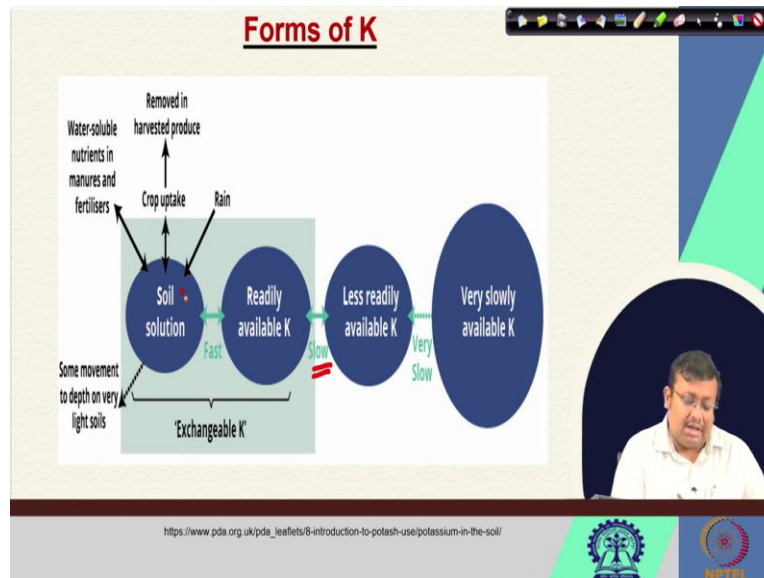 Forms of K
Removed in
harvested produce
Water-soluble
nutrients in
manures and
fertilisers
Crop uptake
Rain
Soil
solution
Fast
Readily
available K
Slow
Less readily
available K
Very
Slow
Very slowly
available K
Some movement
to depth on very
light soils
'Exchangeable K'
https://www.pda.org.uk/pda_leaflets/8-introduction-to-potash-use/potassium-in-the-soil/
NPTEL